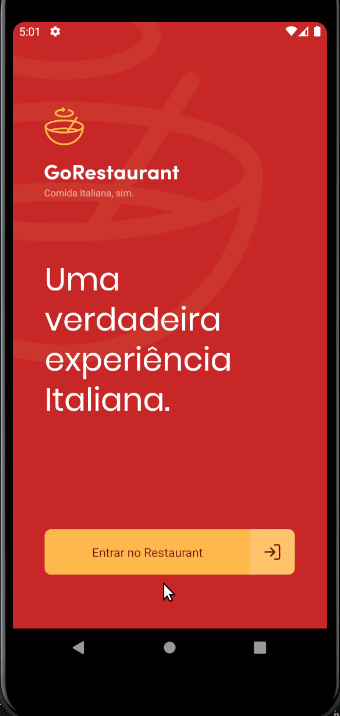 5:01
GoRestaurant
Comida Italiana, sim.
Uma
verdadeira
experiência
Italiana.
Entrar no Restaurant